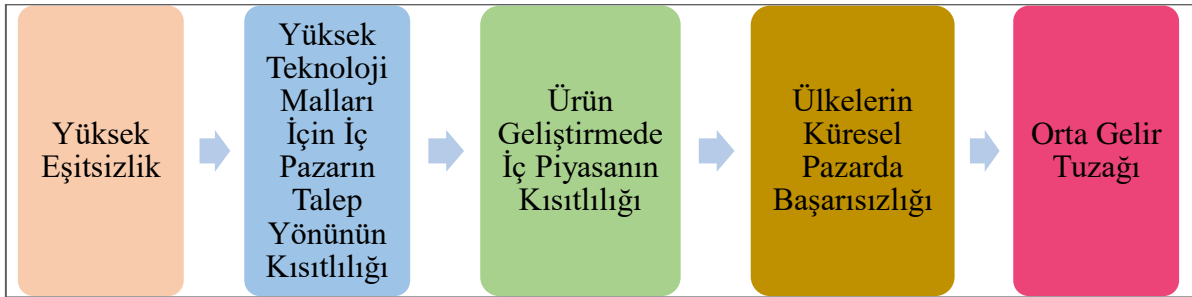 Yüksek
Eşitsizlik
Yüksek
Teknoloji
Malları
İçin İç
Pazarın
Talep
Yönünün
Kısıtlılığı
Ürün
Geliştirmede
İç Piyasanın
Kısıtlılığı
Ülkelerin
Küresel
Pazarda
Başarısızlığı
Orta Gelir
Tuzağı